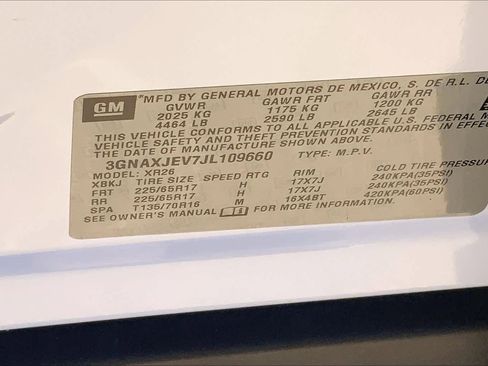 GM
*MFD BY GENERAL MOTORS DE MEXICO, S. DE R.L. DE
GVWR GAWR FRT GAWR RR
2025 KG 1175 KG 1200 KG
4464 LB 2590 LB 2645 LB
THIS VEHICLE CONFORMS TO ALL APPLICABLE U.S. FEDERAL
VEHICLE SAFETY AND THEFT PREVENTION STANDARDS IN EFFECT
THE DATE OF MANUFACTURE SHOWN ABOVE.
3GNAXJEV7JL109660 TYPE: M.P.V.
MODEL: XR26
XBKJ TIRE SIZE SPEED RTG RIM COLD TIRE PRESSUR
FRT 225/65R17 H 17X7J 240KPA(35PSI)
RR 225/65R17 H 17X7J 240KPA(35PSI)
SPA T135/70R16 M 16X4BT 420KPA(60PSI)
SEE OWNER'S MANUAL FOR MORE INFORMATION.